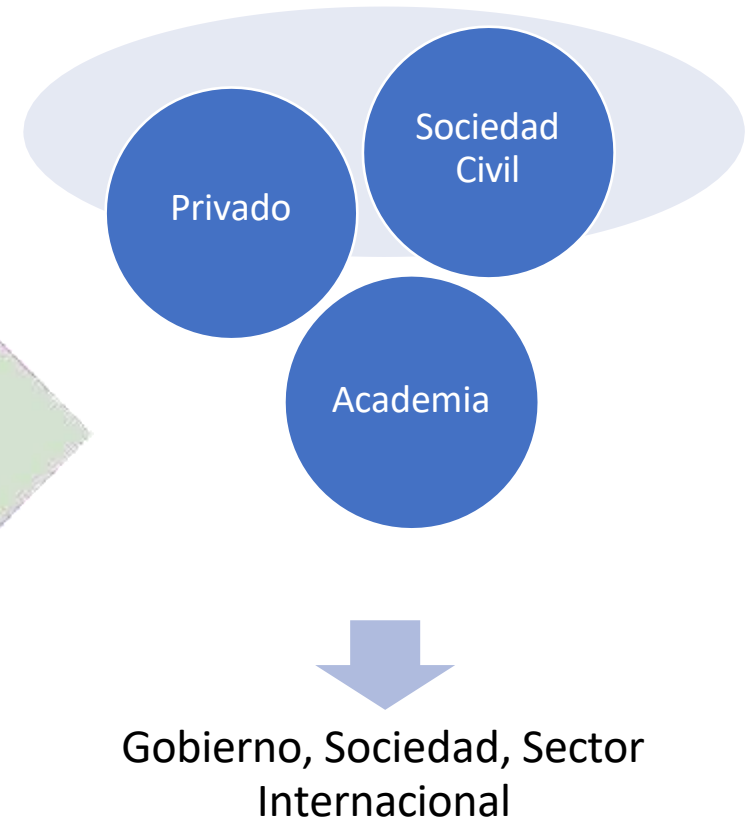 Sociedad
Civil
Privado
Academia
Gobierno, Sociedad, Sector
Internacional